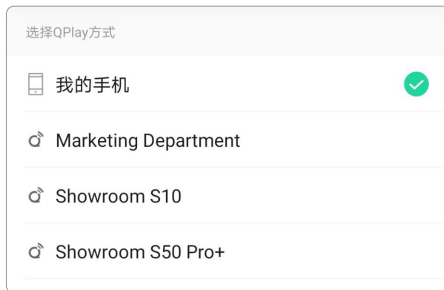 选择QPlay方式
我的手机
Marketing Department
Showroom S10
Showroom S50 Pro+